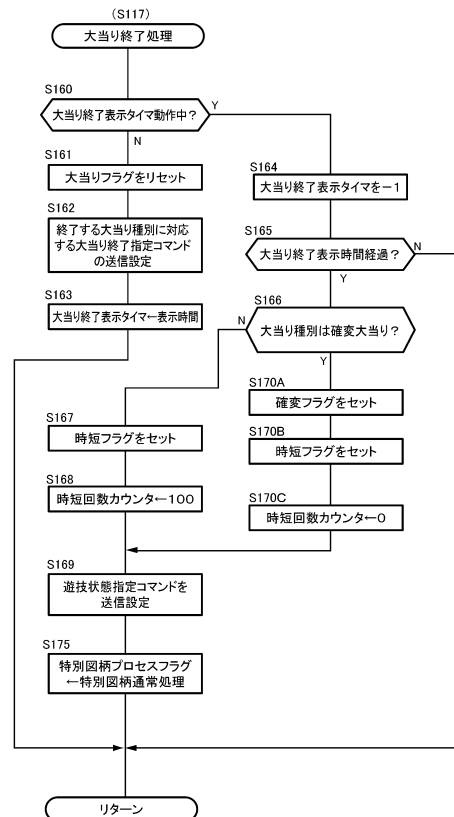 (S117)
大当り終了処理
S160
大当り終了表示タイマ動作中？
Y
N
S161
大当りフラグをリセット
S162
終了する大当り種別に対応
する大当り終了指定コマンド
の送信設定
S163
大当り終了表示タイマ←表示時間
S164
大当り終了表示タイマを－1
S165
大当り終了表示時間経過？
N
Y
S166
大当り種別は確変大当り？
N
Y
S170A
確変フラグをセット
S170B
時短フラグをセット
S170C
時短回数カウンタ←0
S167
時短フラグをセット
S168
時短回数カウンタ←100
S169
遊技状態指定コマンドを
送信設定
S175
特別図柄プロセスフラグ
←特別図柄通常処理
リターン